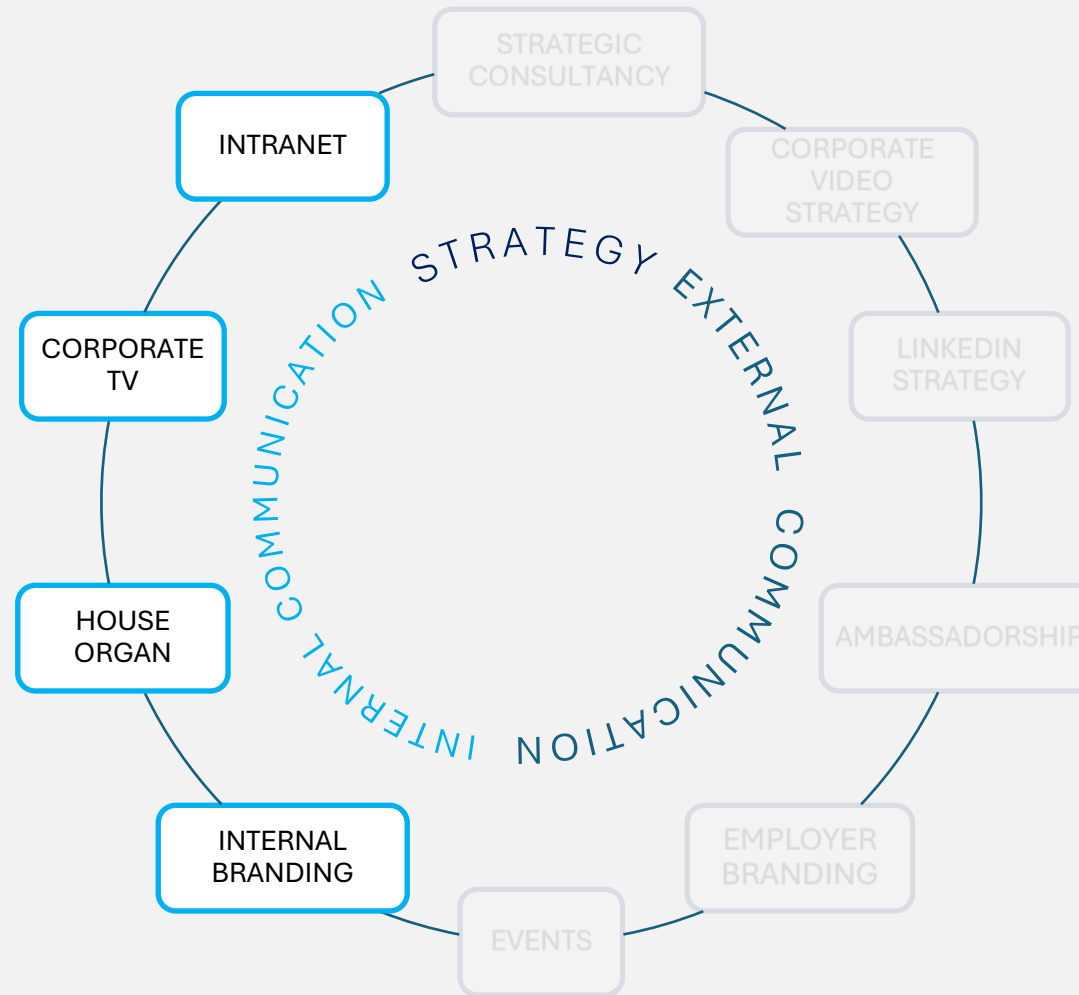 STRATEGIC
CONSULTANCY
INTRANET
CORPORATE
VIDEO
STRATEGY
STRATEGY
EXTERNAL COMMUNICATION
INTERNAL COMMUNICATION
CORPORATE
TV
LINKEDIN
STRATEGY
HOUSE
ORGAN
AMBASSADORSHIP
INTERNAL
BRANDING
EMPLOYER
BRANDING
EVENTS